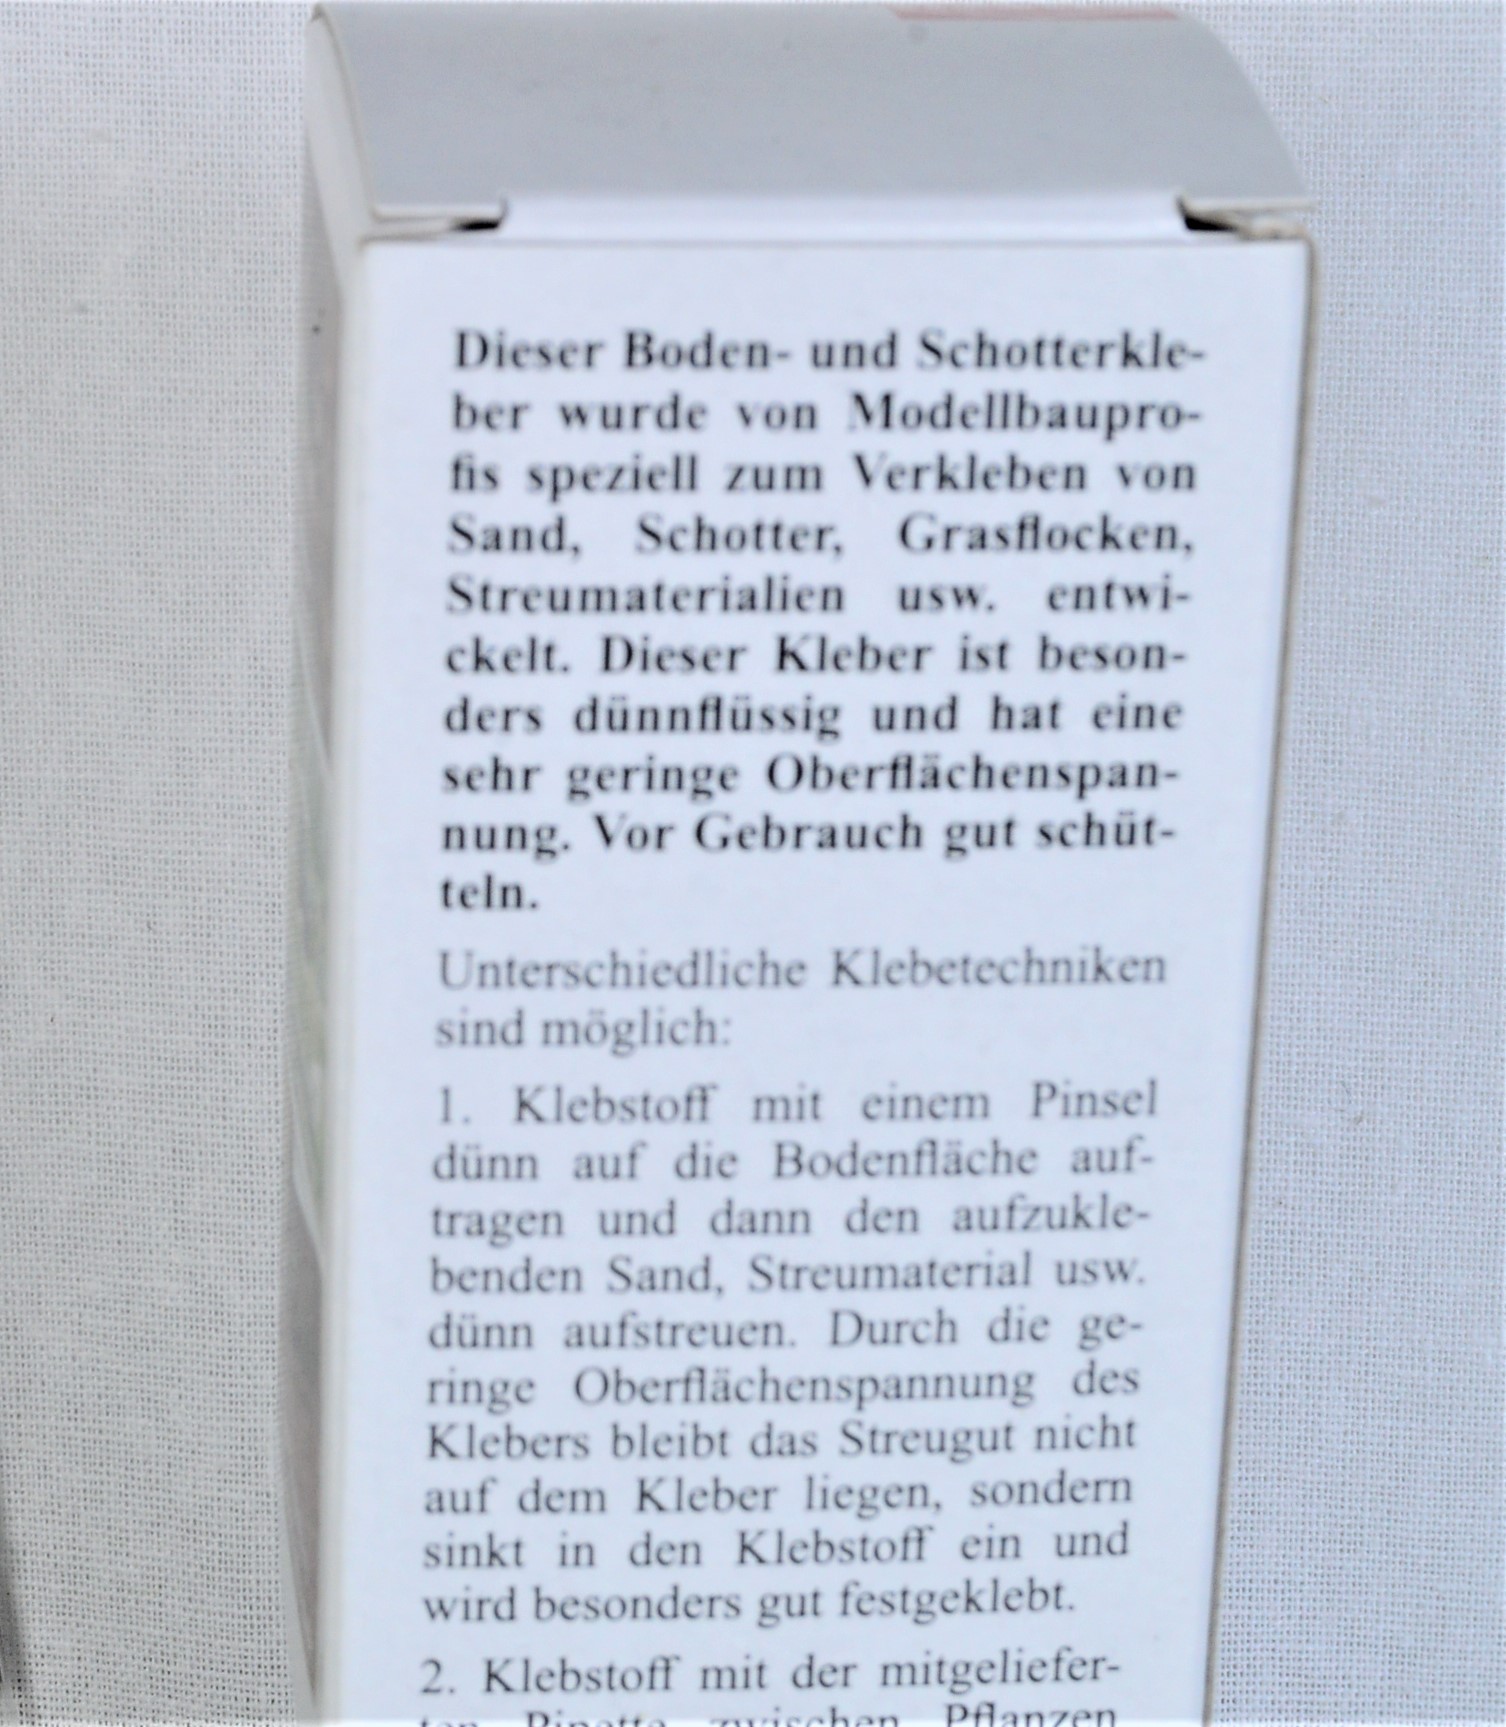 Dieser Boden- und Schotterkle-
ber wurde von Modellbaupro-
fis speziell zum Verkleben von
Sand, Schotter, Grasflocken,
Streumaterialien usw. entwi-
ckelt. Dieser Kleber ist beson-
ders dünnflüssig und hat eine
sehr geringe Oberflächenspan-
nung. Vor Gebrauch gut schüt-
teln.
Unterschiedliche Klebetechniken
sind möglich:
1. Klebstoff mit einem Pinsel
dünn auf die Bodenfläche auf-
tragen und dann den aufzukle-
benden Sand, Streumaterial usw.
dünn aufstreuen. Durch die ge-
ringe Oberflächenspannung des
Klebers bleibt das Streugut nicht
auf dem Kleber liegen, sondern
sinkt in den Klebstoff ein und
wird besonders gut festgeklebt.
2. Klebstoff mit der mitgeliefer-
ten Pipette zwischen Pflanzen